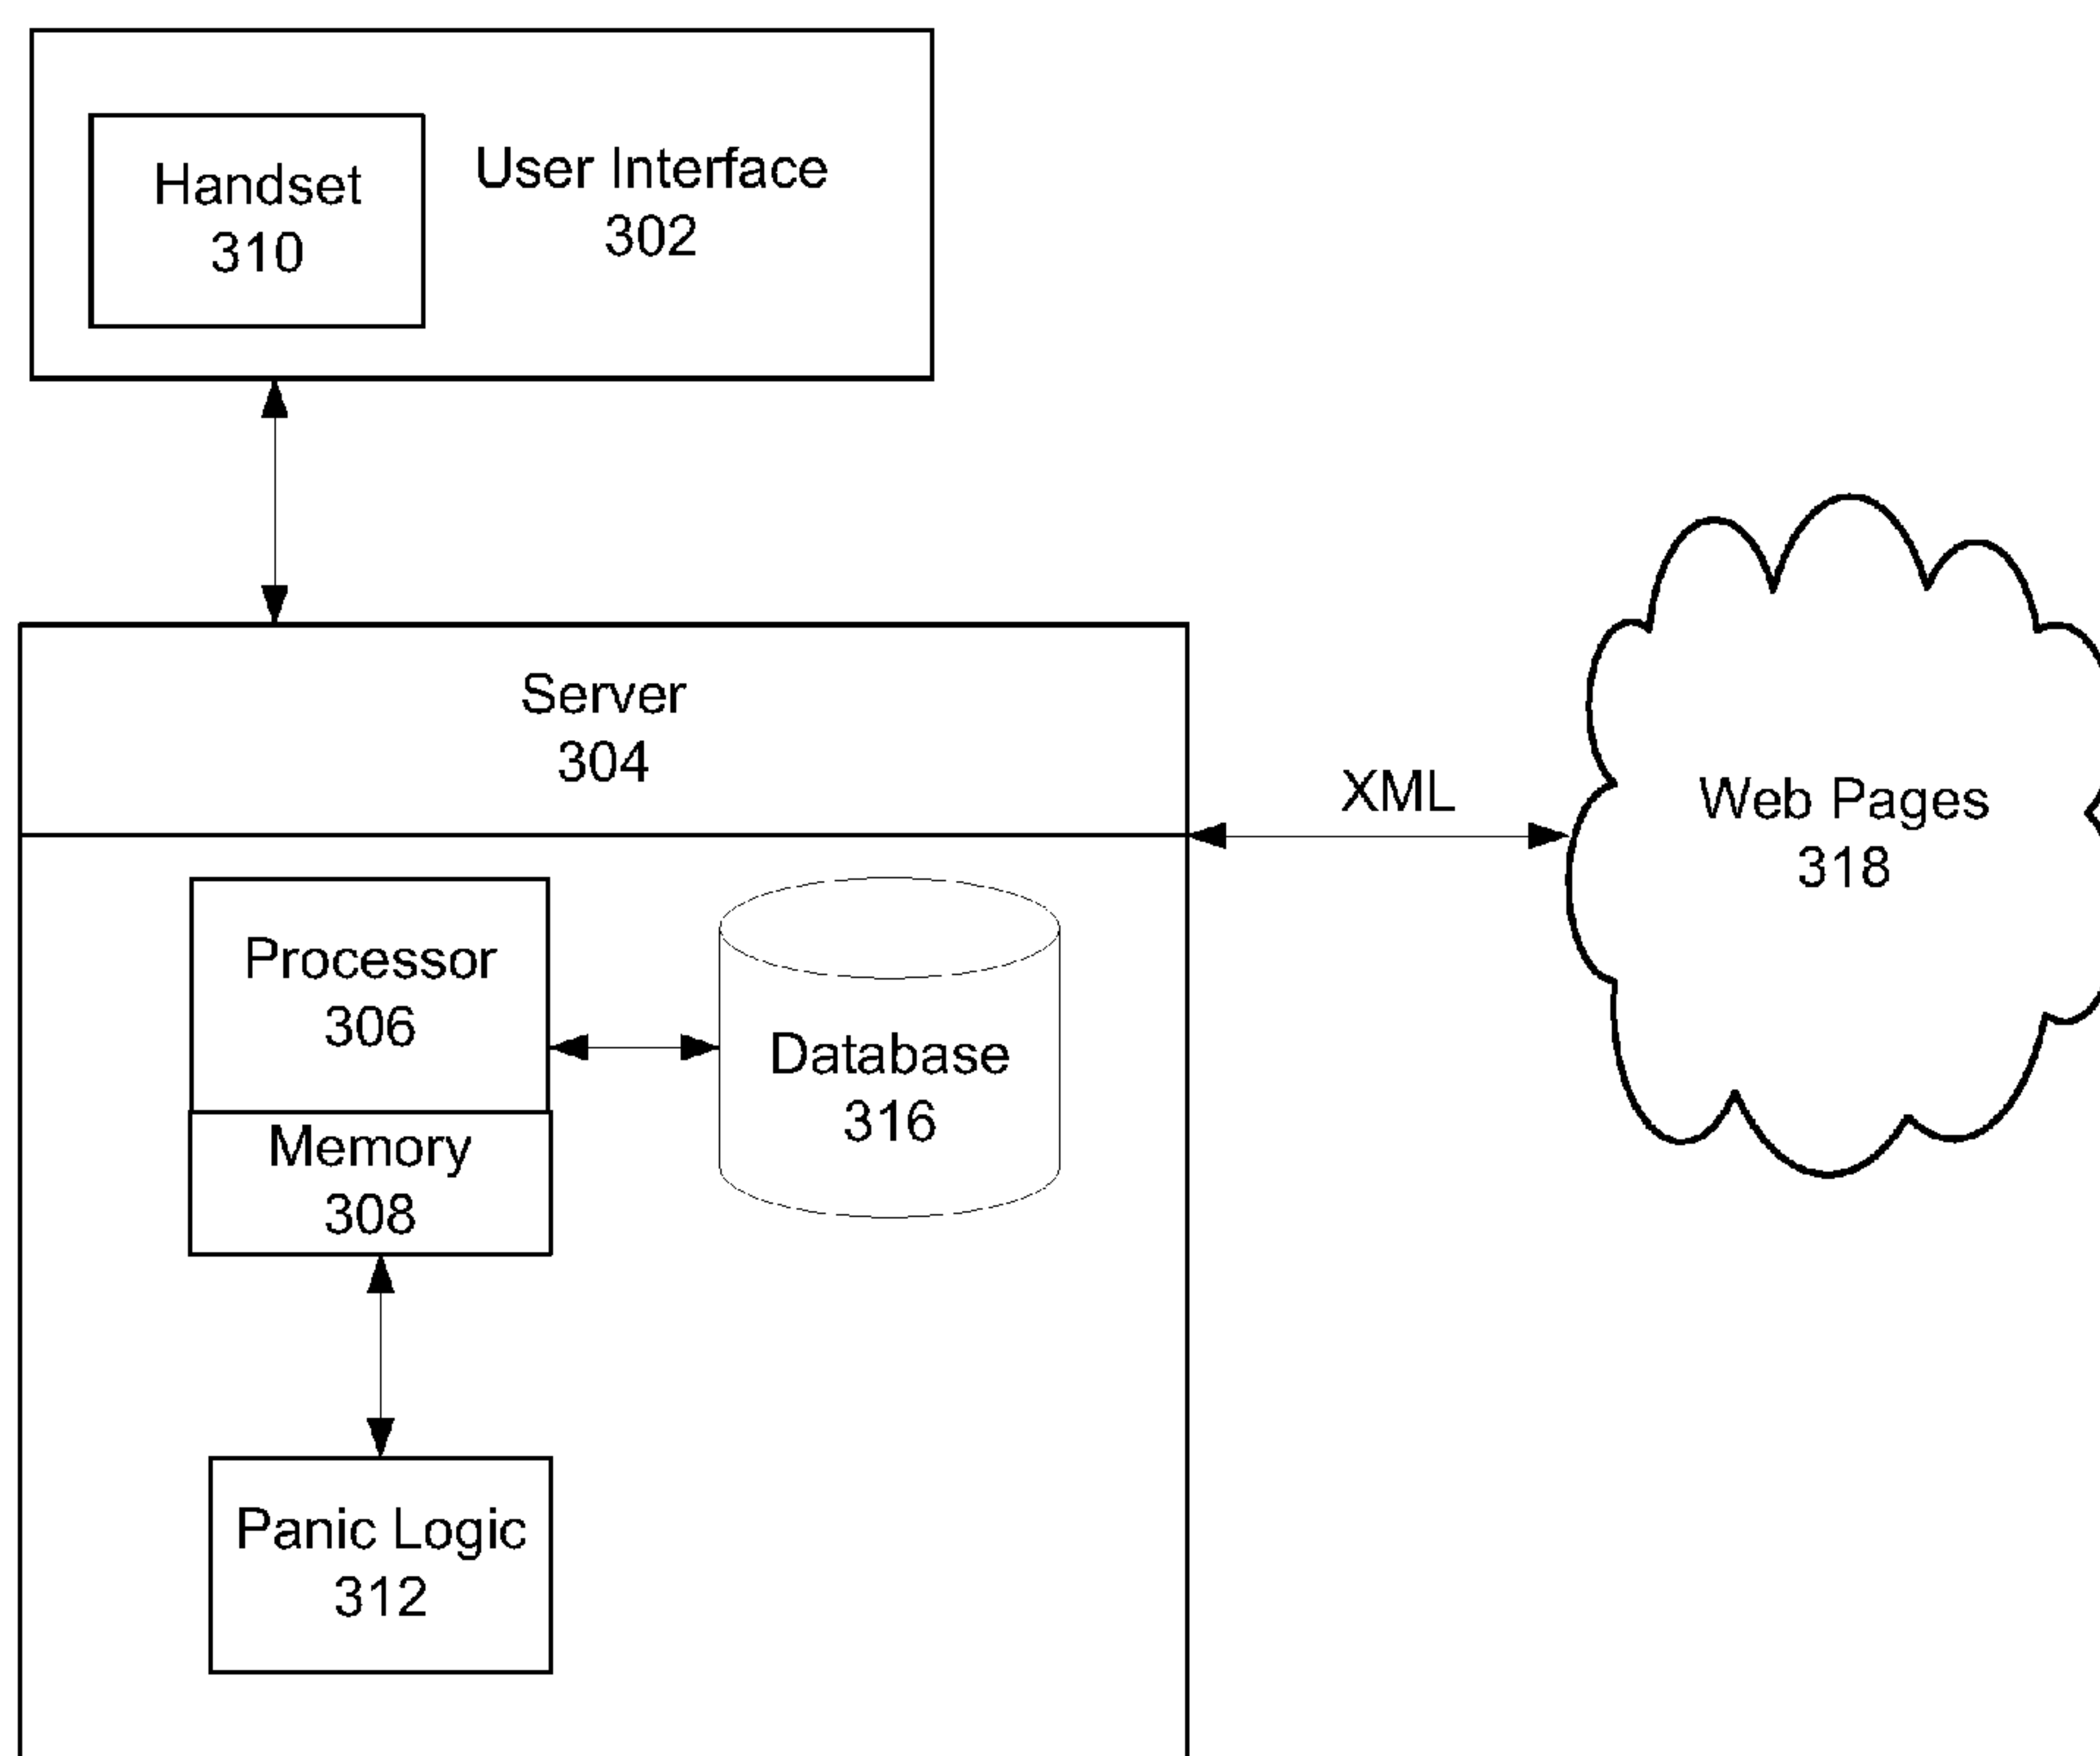 Handset
310
User Interface
302
Server
304
XML
Web Pages
318
Processor
306
Memory
308
Database
316
Panic Logic
312